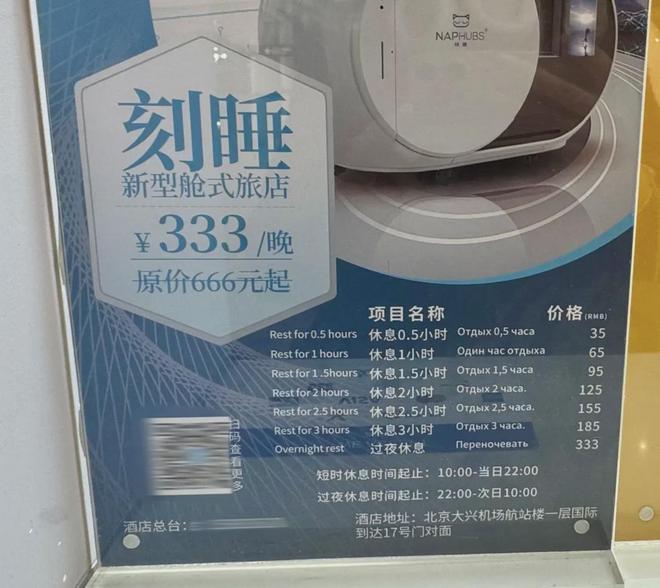 NAPHUBS
刻睡
新型舱式旅店
¥333/晚
原价666元起
项目名称 价格(RMB)
Rest for 0.5 hours 休息0.5小时 Отдых 0,5 часа 35
Rest for 1 hours 休息1小时 Один час отдыха 65
Rest for 1 .5hours 休息1.5小时 Отдых 1,5 часа 95
Rest for 2 hours 休息2小时 Отдых 2 часа. 125
Rest for 2.5 hours 休息2.5小时 Отдых 2,5 часа. 155
Rest for 3 hours 休息3小时 Отдых 3 часа. 185
Overnight rest 过夜休息 Переночевать 333
扫码查看更多
短时休息时间起止：10:00-当日22:00
过夜休息时间起止：22:00-次日10:00
酒店总台：
酒店地址：北京大兴机场航站楼一层国际
到达17号门对面